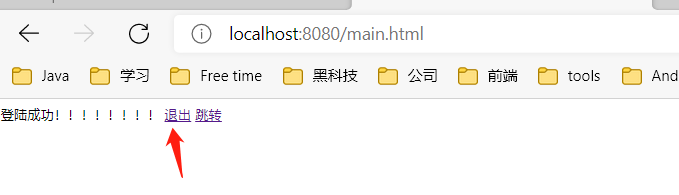 localhost:8080/main.html
Java 学习 Free time 黑科技 公司 前端 tools And
登陆成功！！！！！！！！ 退出 跳转